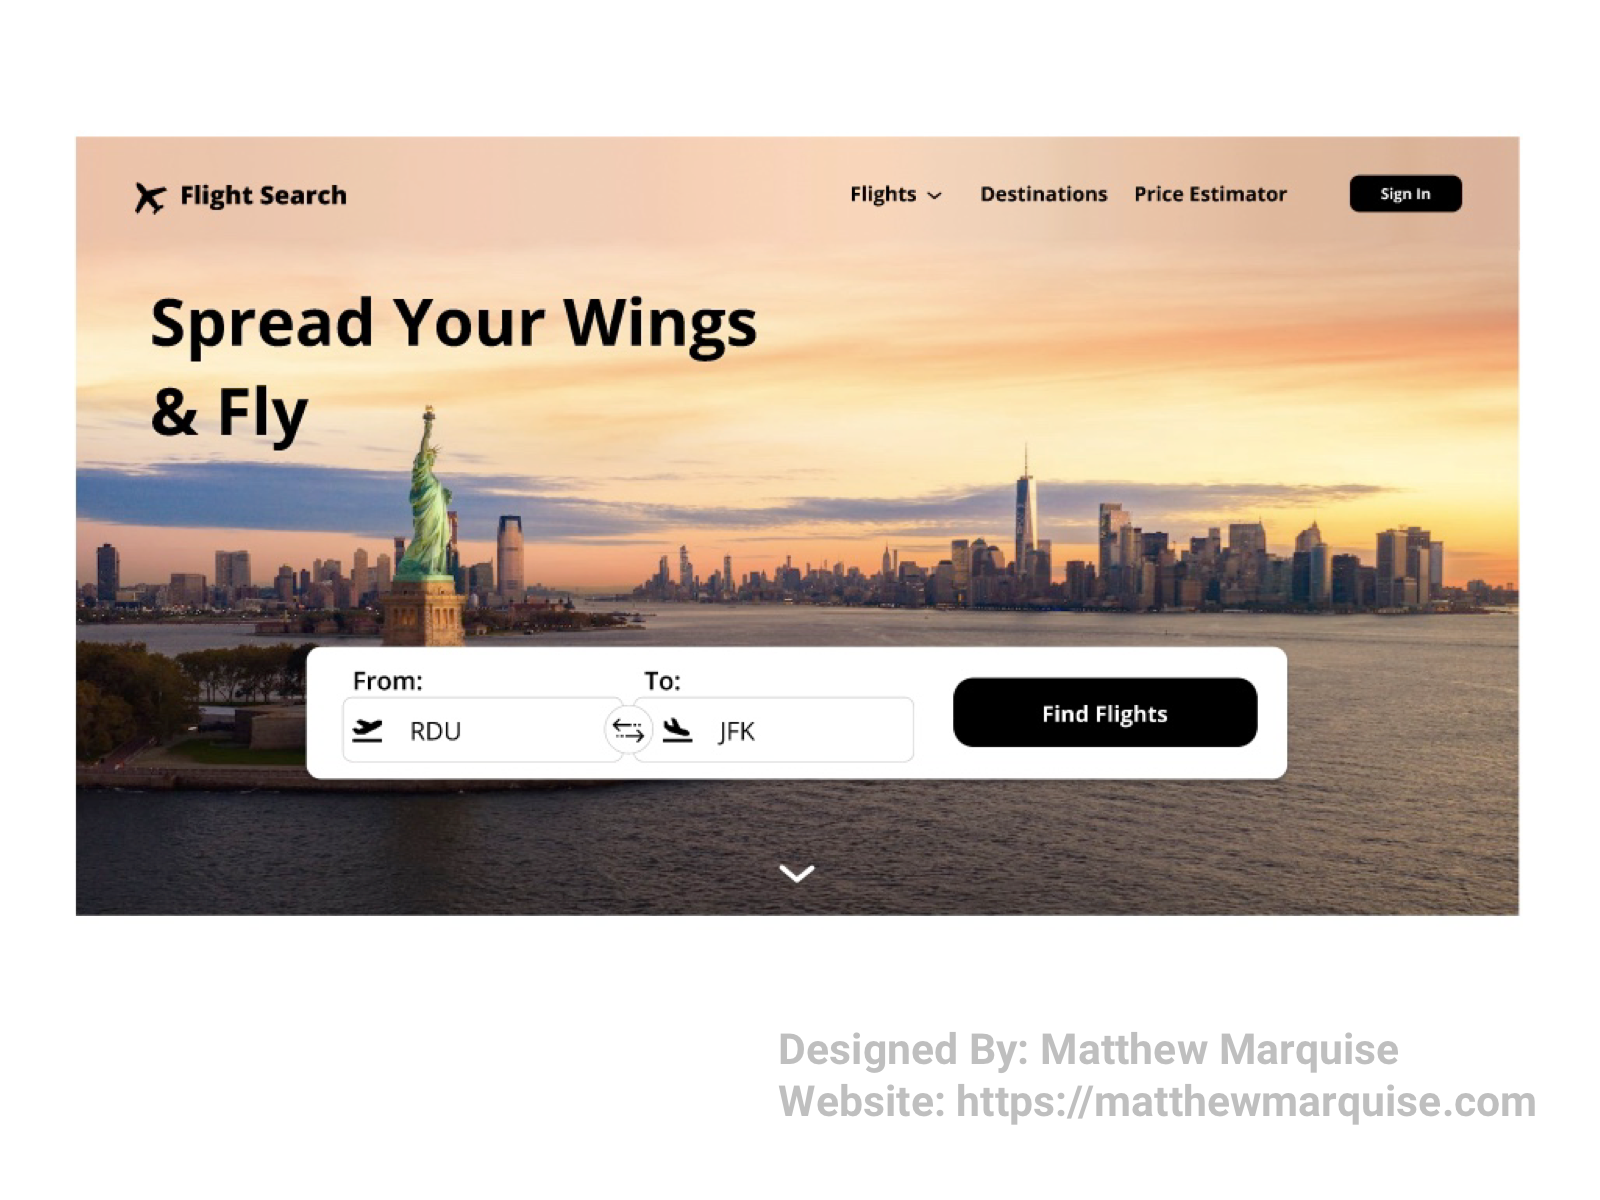 Flight Search
Flights
Destinations
Price Estimator
Sign In
Spread Your Wings
& Fly
From:
To:
RDU
JFK
Find Flights
Designed By: Matthew Marquise
Website: https://matthewmarquise.com